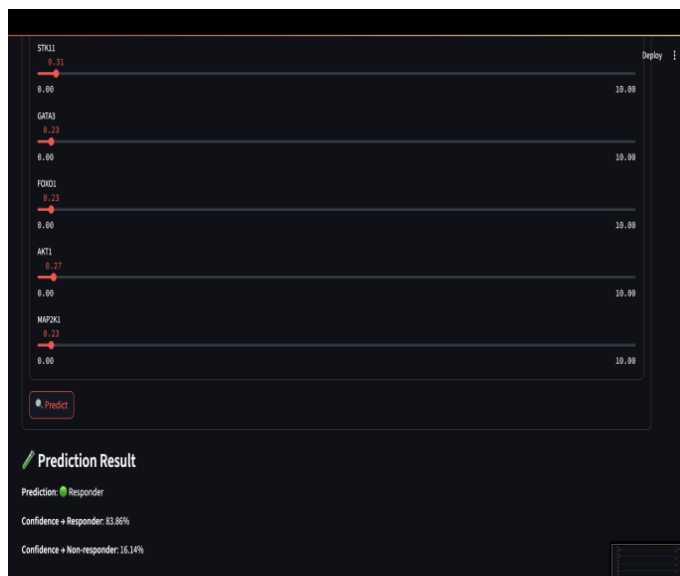 Deploy
STK11
0.31
0.00 10.00
GATA3
0.23
0.00 10.00
FOXO1
0.23
0.00 10.00
AKT1
0.27
0.00 10.00
MAP2K1
0.23
0.00 10.00
Predict
Prediction Result
Prediction: Responder
Confidence → Responder: 83.86%
Confidence → Non-responder: 16.14%